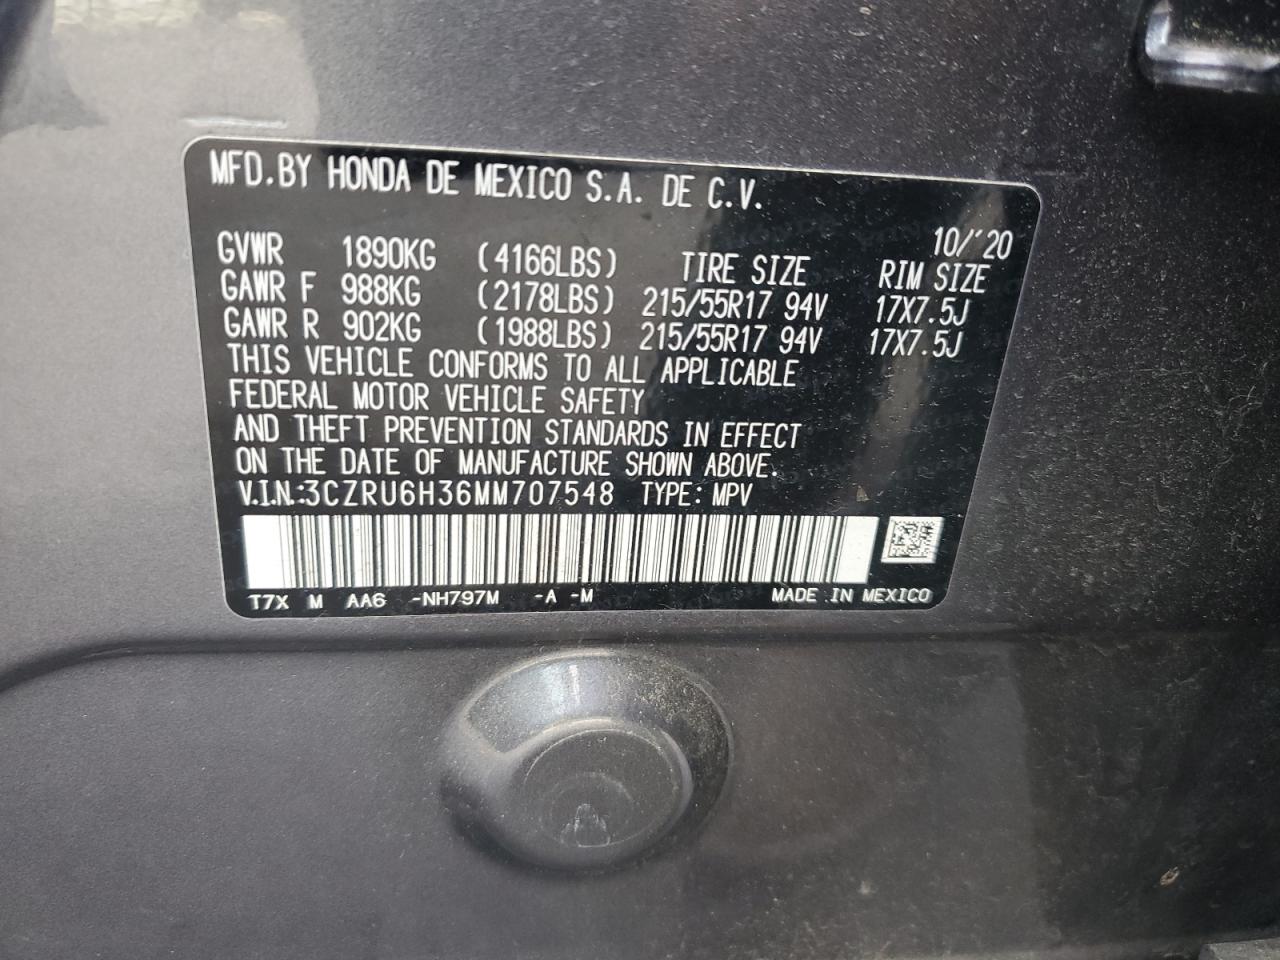 MFD.BY HONDA DE MEXICO S.A. DE C.V.
10/'20
GVWR 1890KG (4166LBS) TIRE SIZE RIM SIZE
GAWR F 988KG (2178LBS) 215/55R17 94V 17X7.5J
GAWR R 902KG (1988LBS) 215/55R17 94V 17X7.5J
THIS VEHICLE CONFORMS TO ALL APPLICABLE
FEDERAL MOTOR VEHICLE SAFETY
AND THEFT PREVENTION STANDARDS IN EFFECT
ON THE DATE OF MANUFACTURE SHOWN ABOVE.
V.I.N.:3CZRU6H36MM707548 TYPE: MPV
T7X M AA6 -NH797M -A -M MADE IN MEXICO